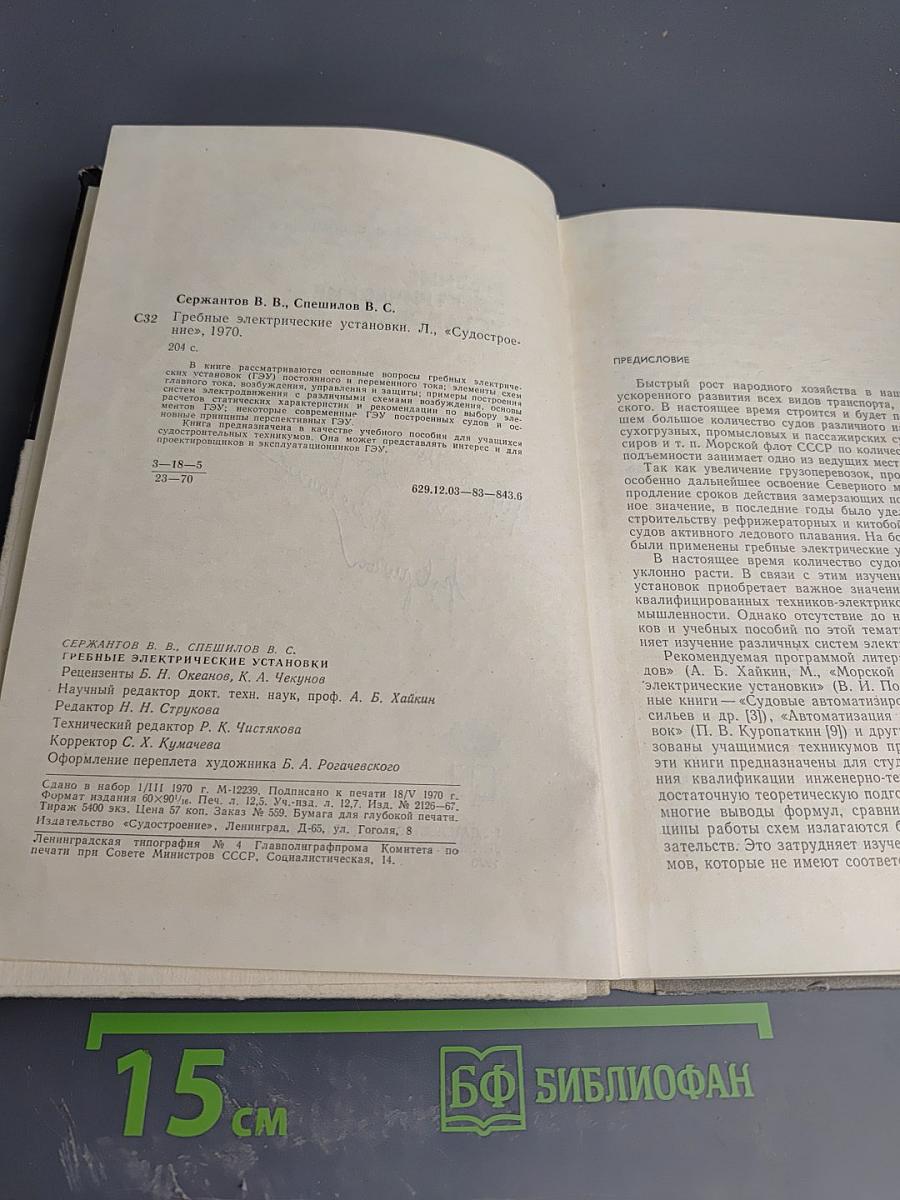 Сержантов В. В., Спешилов В. С.
С32 Гребные электрические установки. Л., «Судострое-
ние», 1970.
204 с.
В книге рассматриваются основные вопросы гребных электриче-
ских установок (ГЭУ) постоянного и переменного тока; элементы схем
главного тока, возбуждения, управления и защиты; примеры построения
систем электродвижения с различными схемами возбуждения, основы
расчетов статических характеристик и рекомендации по выбору эле-
ментов ГЭУ; некоторые современные ГЭУ построенных судов и ос-
новные принципы перспективных ГЭУ.
Книга предназначена в качестве учебного пособия для учащихся
судостроительных техникумов. Она может представлять интерес и для
проектировщиков и эксплуатационников ГЭУ.
3—18—5
23—70
629.12.03—83—843.6
СЕРЖАНТОВ В. В., СПЕШИЛОВ В. С.
ГРЕБНЫЕ ЭЛЕКТРИЧЕСКИЕ УСТАНОВКИ
Рецензенты Б. Н. Океанов, К. А. Чекунов
Научный редактор докт. техн. наук, проф. А. Б. Хайкин
Редактор Н. Н. Струкова
Технический редактор Р. К. Чистякова
Корректор С. Х. Кумачева
Оформление переплета художника Б. А. Рогачевского
Сдано в набор 1/III 1970 г. М-12239. Подписано к печати 18/V 1970 г.
Формат издания 60×90¹/₁₆. Печ. л. 12,5. Уч.-изд. л. 12,7. Изд. № 2126—67.
Тираж 5400 экз. Цена 57 коп. Заказ № 559. Бумага для глубокой печати.
Издательство «Судостроение», Ленинград, Д-65, ул. Гоголя, 8
Ленинградская типография № 4 Главполиграфпрома Комитета по
печати при Совете Министров СССР, Социалистическая, 14.
ПРЕДИСЛОВИЕ
Быстрый рост народного хозяйства в наш
ускоренного развития всех видов транспорта,
ского. В настоящее время строится и будет п
шем большое количество судов различного на
сухогрузных, промысловых и пассажирских су
сиров и т. п. Морской флот СССР по количес
подъемности занимает одно из ведущих мест
Так как увеличение грузоперевозок, про
особенно дальнейшее освоение Северного м
продление сроков действия замерзающих по
ное значение, в последние годы было удел
строительству рефрижераторных и китобой
судов активного ледового плавания. На бо
были применены гребные электрические у
В настоящее время количество судо
уклонно расти. В связи с этим изучени
установок приобретает важное значени
квалифицированных техников-электрико
мышленности. Однако отсутствие до н
ков и учебных пособий по этой темат
няет изучение различных систем элект
Рекомендуемая программой литер
дов» (А. Б. Хайкин, М., «Морской
электрические установки» (В. И. По
ные книги — «Судовые автоматизиро
сильев и др. [3]), «Автоматизация
вок» (П. В. Куропаткин [9]) и друг
зованы учащимися техникумов пр
эти книги предназначены для студ
ния квалификации инженерно-те
достаточную теоретическую подго
многие выводы формул, сравни
ципы работы схем излагаются б
зательств. Это затрудняет изуче
мов, которые не имеют соответс
15 см
БФ БИБЛИОФАН